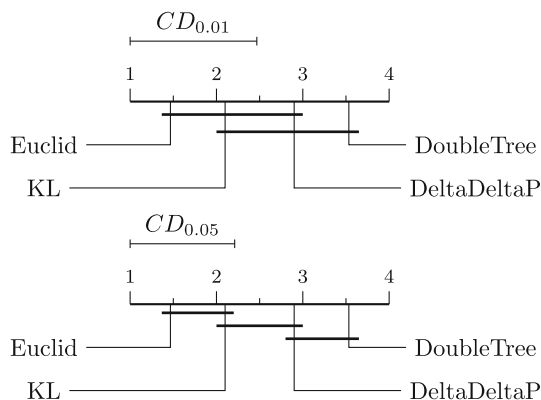 CD0.01
1 2 3 4
Euclid DoubleTree
KL DeltaDeltaP
CD0.05
1 2 3 4
Euclid DoubleTree
KL DeltaDeltaP